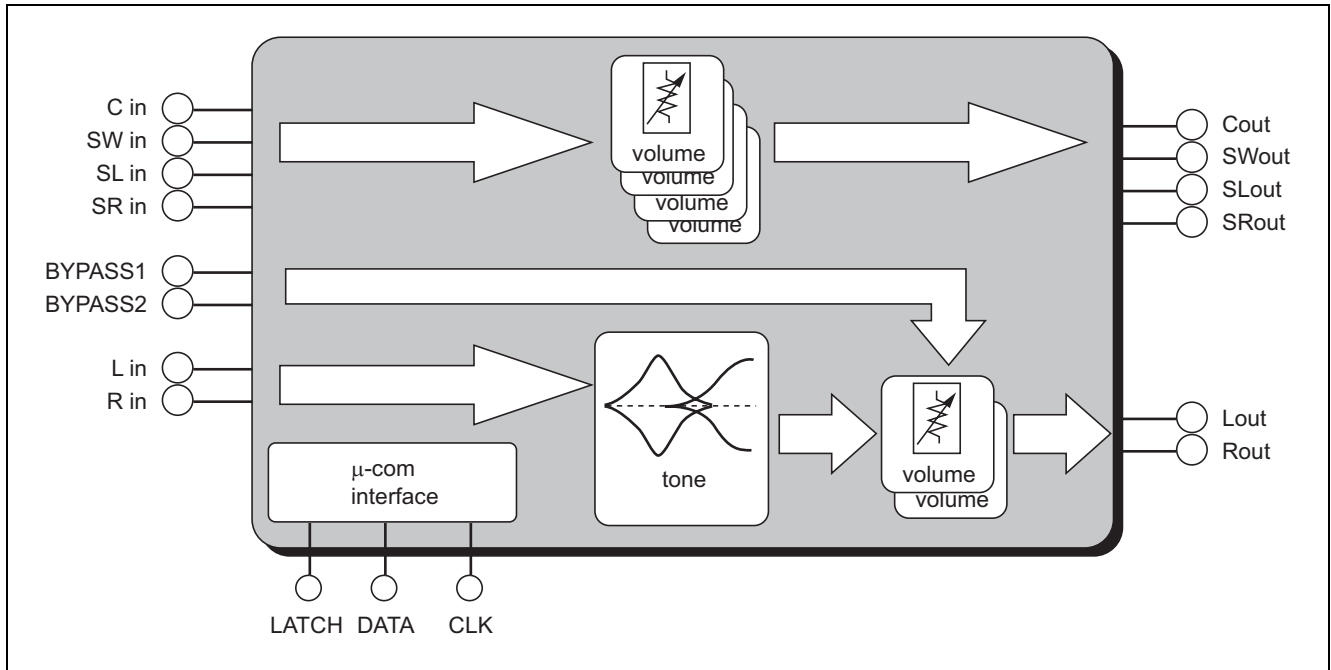 C in
SW in
SL in
SR in
BYPASS1
BYPASS2
L in
R in
volume
volume
volume
volume
Cout
SWout
SLout
SRout
tone
volume
volume
Lout
Rout
μ-com
interface
LATCH DATA CLK